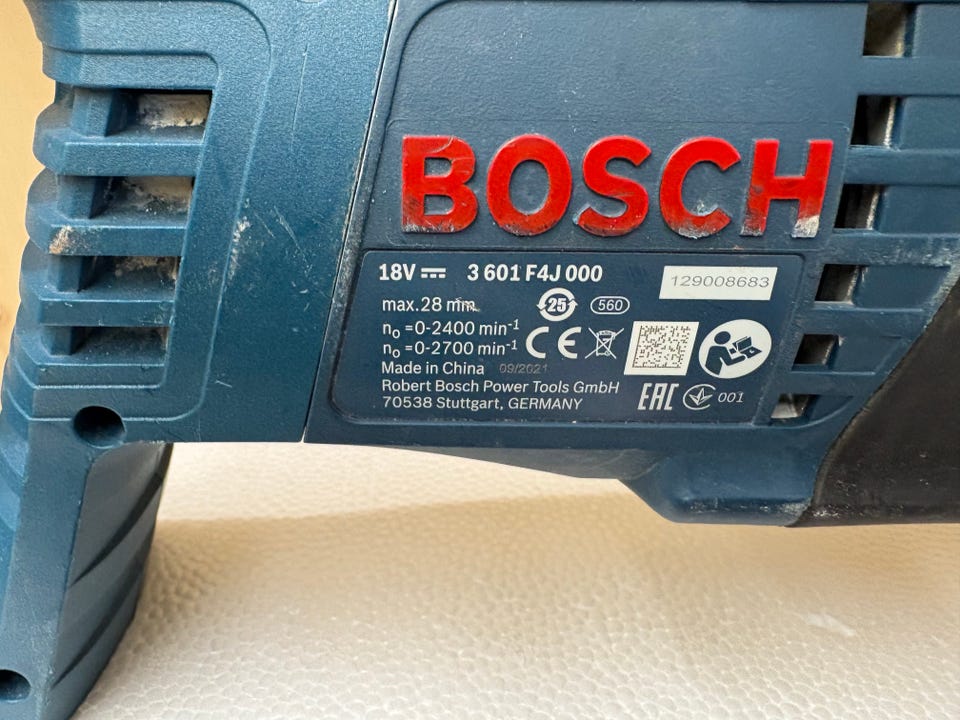 BOSCH
18V 3 601 F4J 000
129008683
max.28 mm
25 560
n₀ =0-2400 min⁻¹
n₀ =0-2700 min⁻¹
CE
Made in China 09/2021
Robert Bosch Power Tools GmbH
70538 Stuttgart, GERMANY
EAC 001